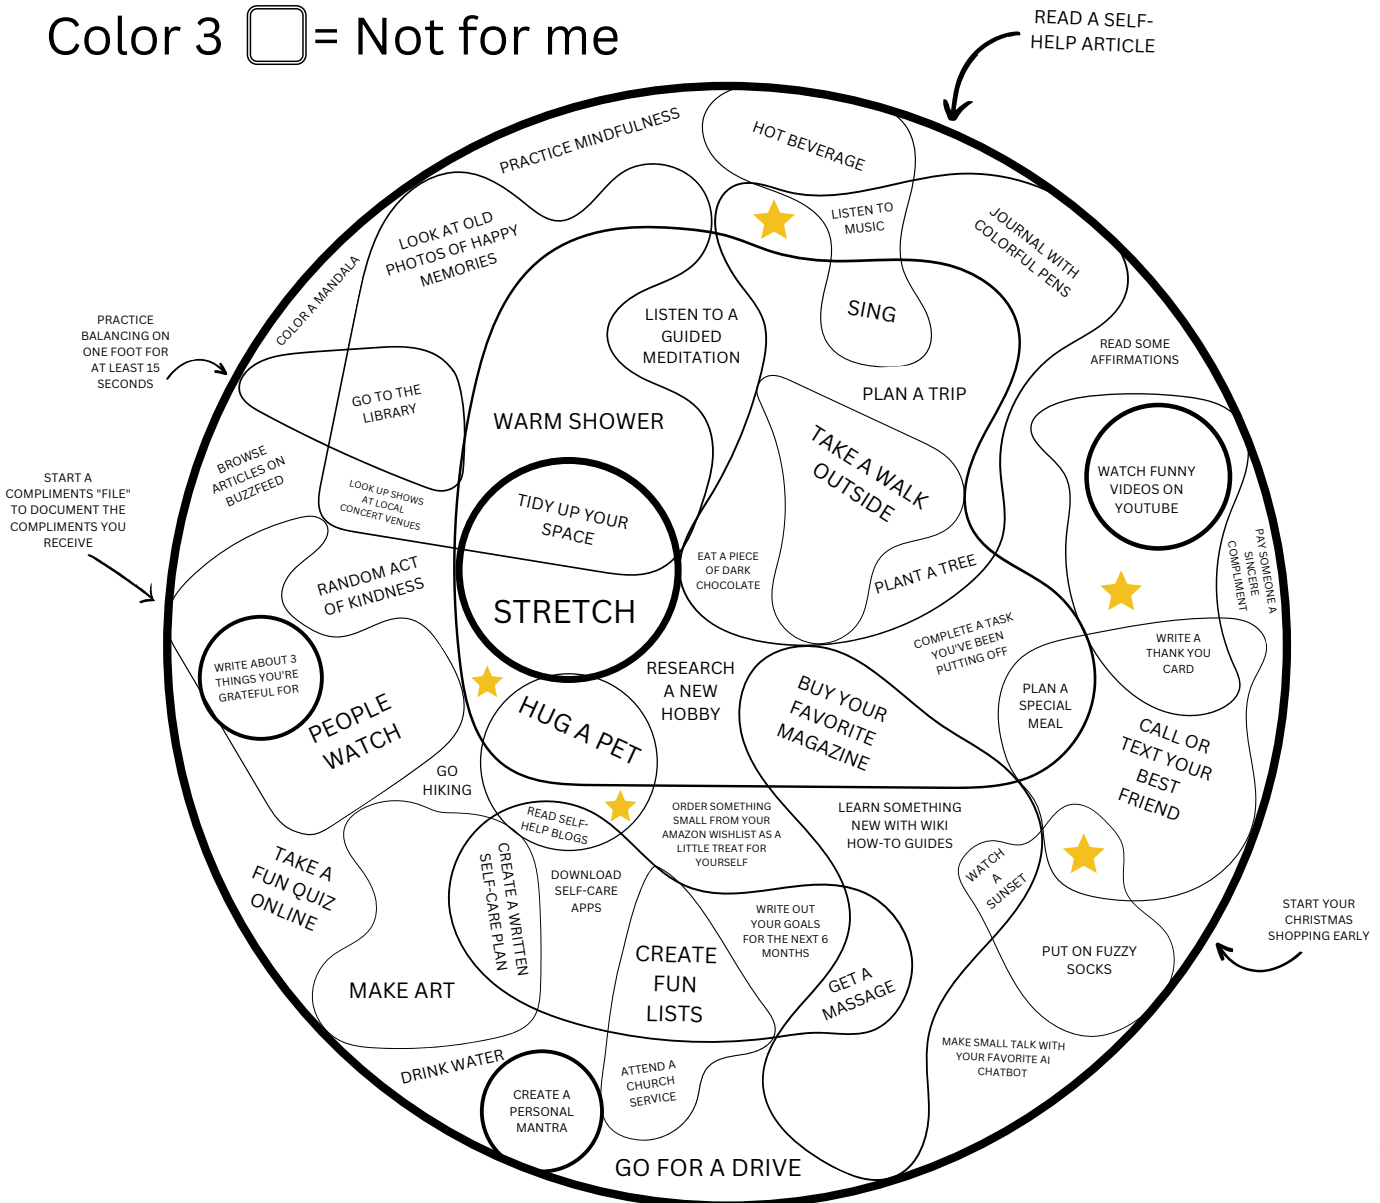 Color 3 = Not for me
READ A SELF-
HELP ARTICLE
PRACTICE MINDFULNESS
HOT BEVERAGE
LISTEN TO
MUSIC
JOURNAL WITH
COLORFUL PENS
LOOK AT OLD
PHOTOS OF HAPPY
MEMORIES
COLOR A MANDALA
SING
LISTEN TO A
GUIDED
MEDITATION
READ SOME
AFFIRMATIONS
PRACTICE
BALANCING ON
ONE FOOT FOR
AT LEAST 15
SECONDS
GO TO THE
LIBRARY
WARM SHOWER
PLAN A TRIP
TAKE A WALK
OUTSIDE
WATCH FUNNY
VIDEOS ON
YOUTUBE
BROWSE
ARTICLES ON
BUZZFEED
LOOK UP SHOWS
AT LOCAL
CONCERT VENUES
START A
COMPLIMENTS "FILE"
TO DOCUMENT THE
COMPLIMENTS YOU
RECEIVE
TIDY UP YOUR
SPACE
EAT A PIECE
OF DARK
CHOCOLATE
PLANT A TREE
PAY SOMEONE A
SINCERE
COMPLIMENT
RANDOM ACT
OF KINDNESS
STRETCH
COMPLETE A TASK
YOU'VE BEEN
PUTTING OFF
WRITE A
THANK YOU
CARD
WRITE ABOUT 3
THINGS YOU'RE
GRATEFUL FOR
PEOPLE
WATCH
HUG A PET
RESEARCH
A NEW
HOBBY
BUY YOUR
FAVORITE
MAGAZINE
PLAN A
SPECIAL
MEAL
CALL OR
TEXT YOUR
BEST
FRIEND
GO
HIKING
READ SELF-
HELP BLOGS
ORDER SOMETHING
SMALL FROM YOUR
AMAZON WISHLIST AS A
LITTLE TREAT FOR
YOURSELF
LEARN SOMETHING
NEW WITH WIKI
HOW-TO GUIDES
TAKE A
FUN QUIZ
ONLINE
CREATE A WRITTEN
SELF-CARE PLAN
DOWNLOAD
SELF-CARE
APPS
WATCH
A
SUNSET
WRITE OUT
YOUR GOALS
FOR THE NEXT 6
MONTHS
START YOUR
CHRISTMAS
SHOPPING EARLY
MAKE ART
CREATE
FUN
LISTS
GET A
MASSAGE
PUT ON FUZZY
SOCKS
DRINK WATER
ATTEND A
CHURCH
SERVICE
MAKE SMALL TALK WITH
YOUR FAVORITE AI
CHATBOT
CREATE A
PERSONAL
MANTRA
GO FOR A DRIVE